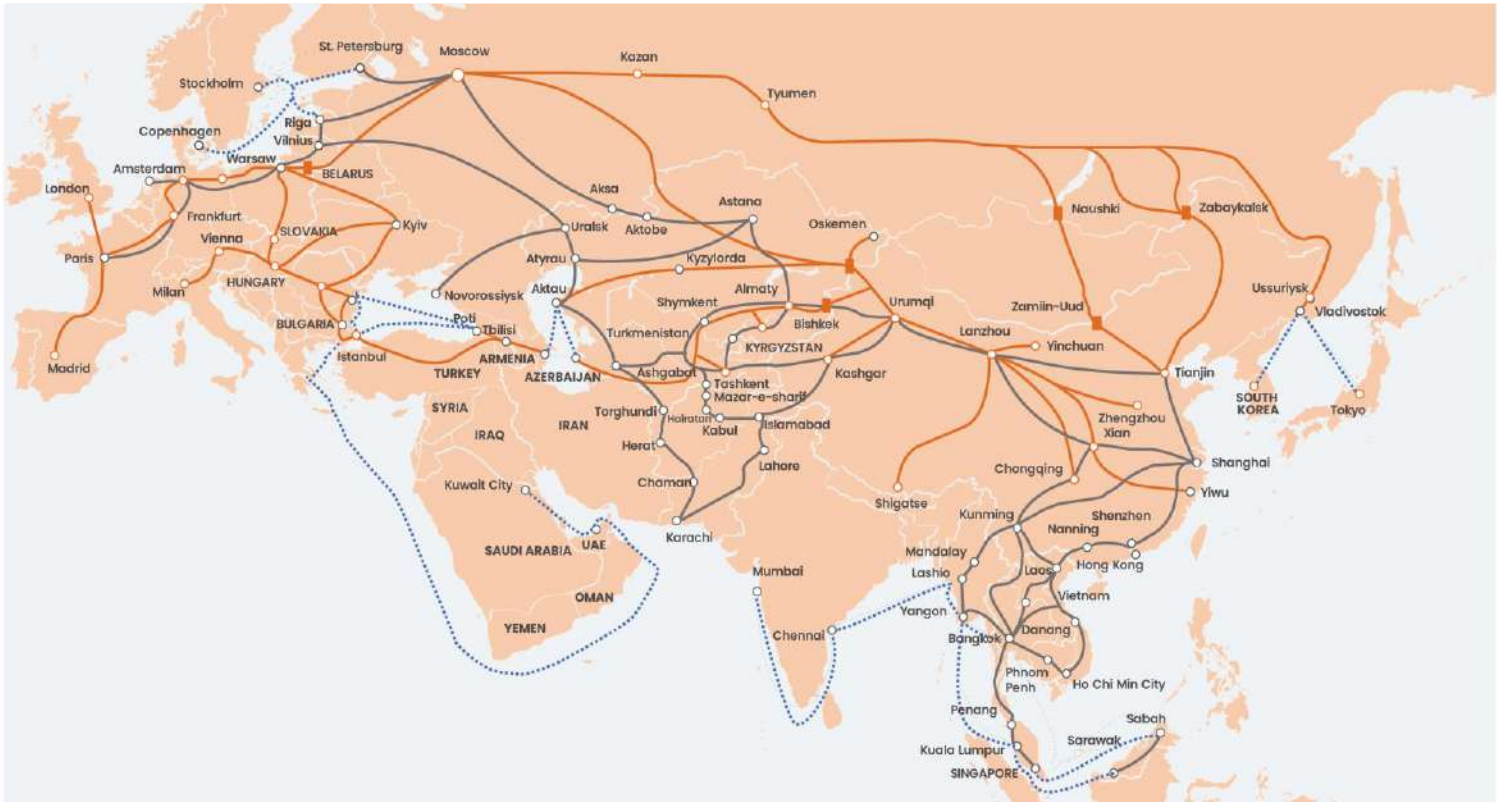 St. Petersburg
Moscow
Kazan
Stockholm
Tyumen
Riga
Copenhagen
Vilnius
Warsaw
Amsterdam
BELARUS
London
Aksa
Astana
Naushki
Zabaykalsk
Frankfurt
Aktobe
Oskemen
SLOVAKIA
Kyiv
Uralsk
Vienna
Paris
Atyrau
Kyzylorda
HUNGARY
Milan
Novorossiysk
Aktau
Almaty
Ussuriysk
Shymkent
Urumqi
Zamiin-Uud
Vladivostok
Poti
BULGARIA
Tbilisi
Turkmenistan
Bishkek
Lanzhou
Istanbul
ARMENIA
KYRGYZSTAN
Yinchuan
Madrid
TURKEY
AZERBAIJAN
Ashgabat
Kashgar
Tianjin
Tashkent
Mazar-e-sharif
SOUTH
KOREA
SYRIA
Torghundi
Hairatan
Zhengzhou
Tokyo
IRAN
Kabul
Islamabad
Xian
IRAQ
Herat
Lahore
Shanghai
Chongqing
Kuwait City
Chaman
Shigatse
Yiwu
Kunming
Shenzhen
Nanning
Karachi
SAUDI ARABIA
UAE
Mandalay
Laos
Hong Kong
Mumbai
Lashio
OMAN
Vietnam
Yangon
YEMEN
Chennai
Bangkok
Danang
Phnom
Penh
Ho Chi Min City
Penang
Sabah
Sarawak
Kuala Lumpur
SINGAPORE